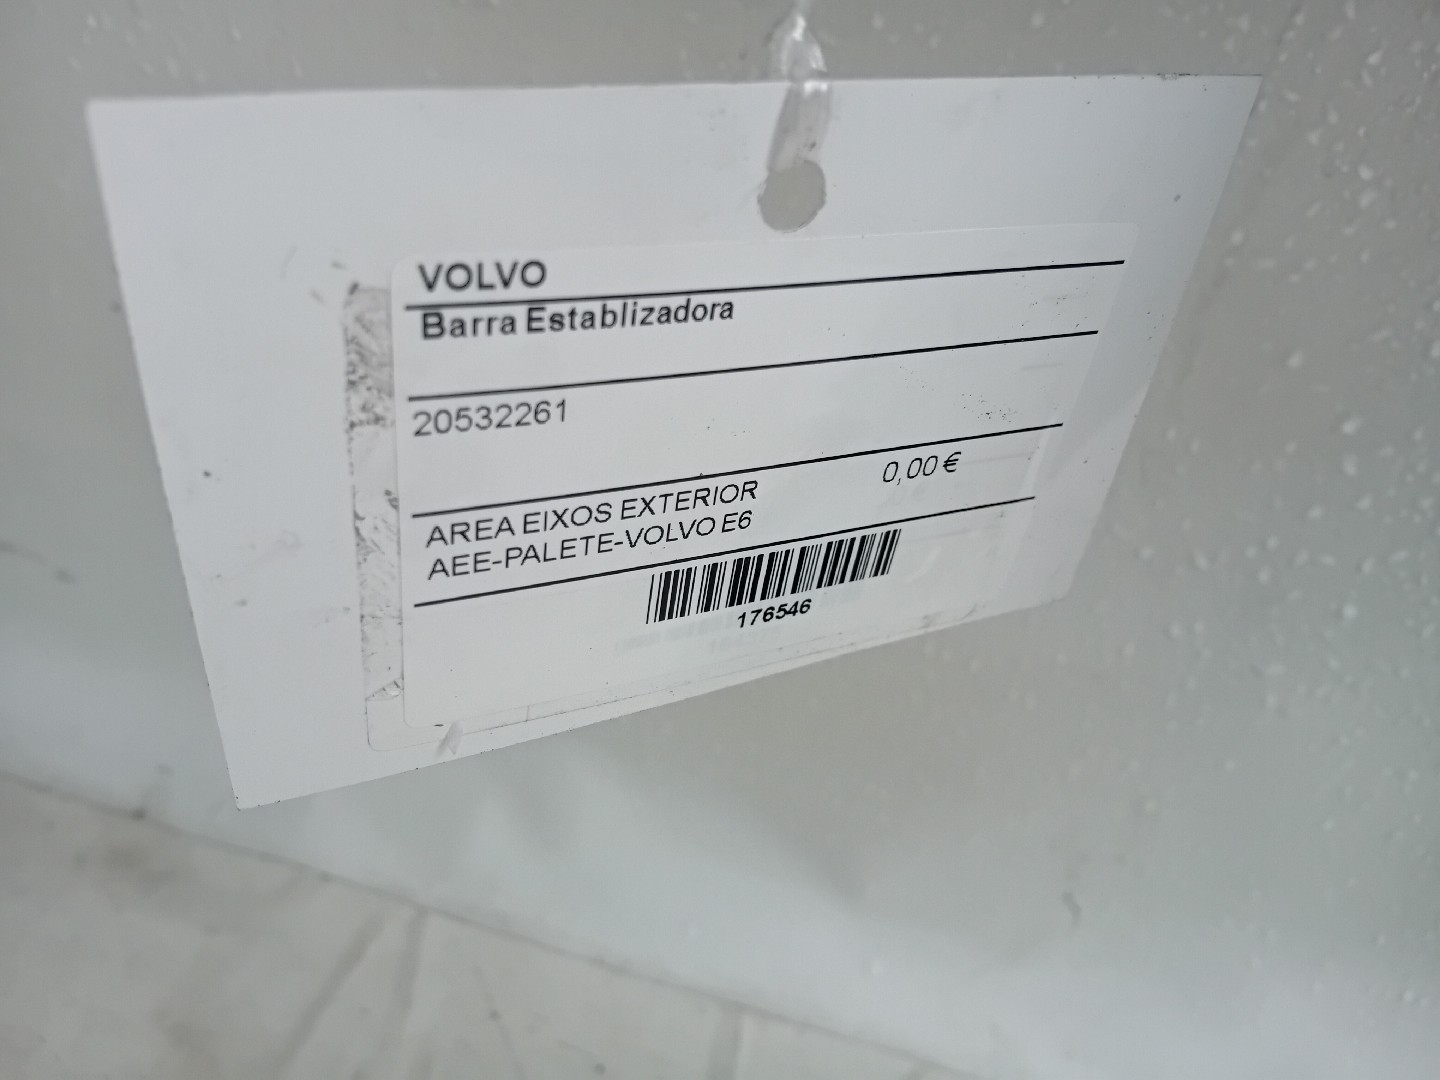 VOLVO
Barra Establizadora
20532261
0,00 €
AREA EIXOS EXTERIOR
AEE-PALETE-VOLVO E6
176546